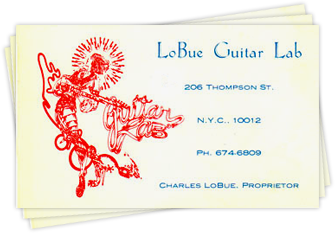 LoBue Guitar Lab
206 Thompson St.
N.Y.C.. 10012
Guitar
Lab
Ph. 674-6809
Charles LoBue, Proprietor